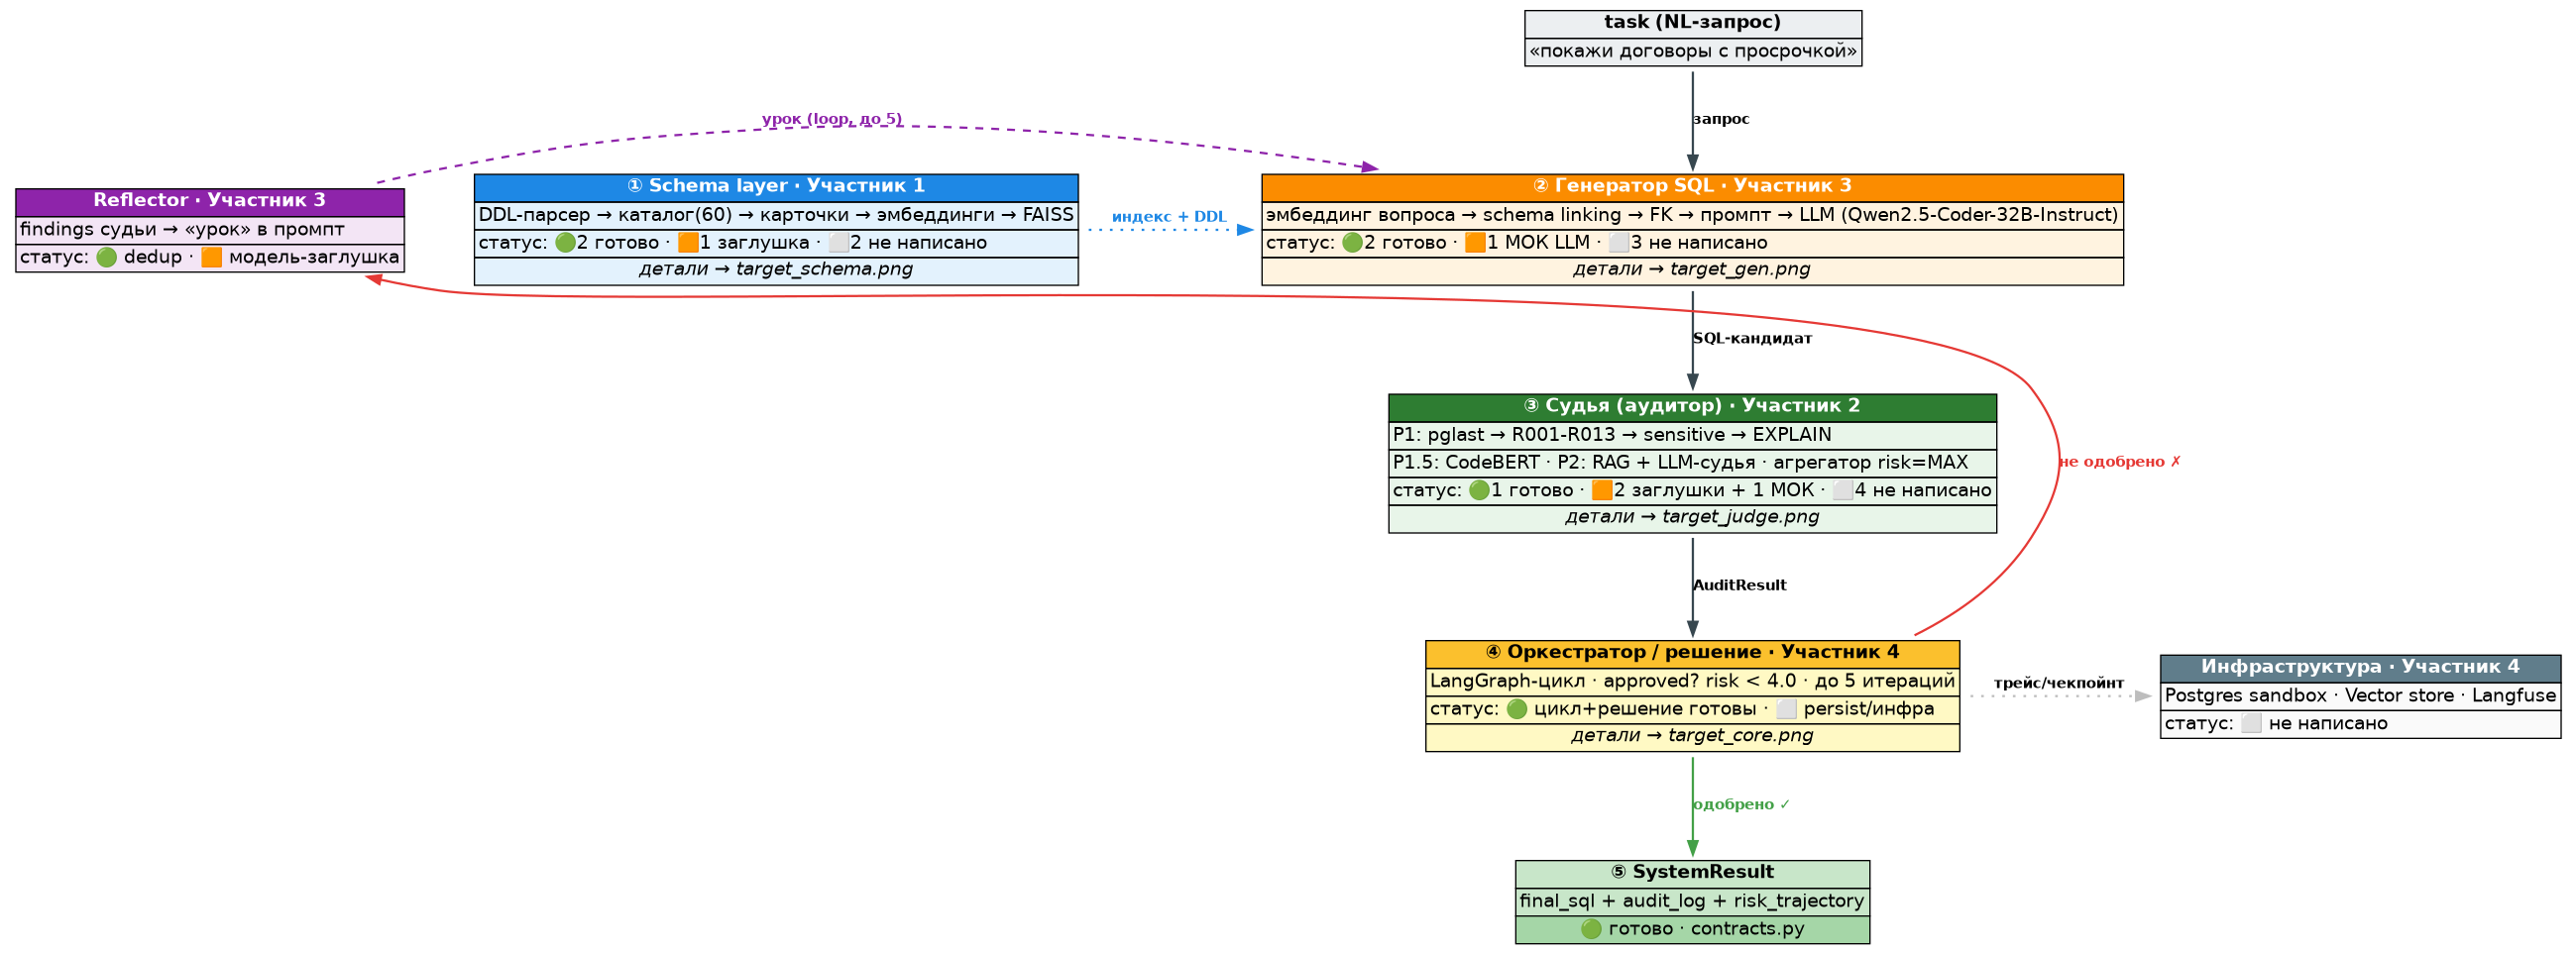 task (NL-запрос)
«покажи договоры с просрочкой»
запрос
урок (loop, до 5)
Reflector · Участник 3
findings судьи → «урок» в промпт
статус: 🟢 dedup · 🟧 модель-заглушка
① Schema layer · Участник 1
DDL-парсер → каталог(60) → карточки → эмбеддинги → FAISS
статус: 🟢2 готово · 🟧1 заглушка · ⬜2 не написано
детали → target_schema.png
индекс + DDL
② Генератор SQL · Участник 3
эмбеддинг вопроса → schema linking → FK → промпт → LLM (Qwen2.5-Coder-32B-Instruct)
статус: 🟢2 готово · 🟧1 МОК LLM · ⬜3 не написано
детали → target_gen.png
SQL-кандидат
③ Судья (аудитор) · Участник 2
P1: pglast → R001-R013 → sensitive → EXPLAIN
P1.5: CodeBERT · P2: RAG + LLM-судья · агрегатор risk=MAX
статус: 🟢1 готово · 🟧2 заглушки + 1 МОК · ⬜4 не написано
детали → target_judge.png
не одобрено ✗
AuditResult
④ Оркестратор / решение · Участник 4
LangGraph-цикл · approved? risk < 4.0 · до 5 итераций
статус: 🟢 цикл+решение готовы · ⬜ persist/инфра
детали → target_core.png
трейс/чекпойнт
Инфраструктура · Участник 4
Postgres sandbox · Vector store · Langfuse
статус: ⬜ не написано
одобрено ✓
⑤ SystemResult
final_sql + audit_log + risk_trajectory
🟢 готово · contracts.py